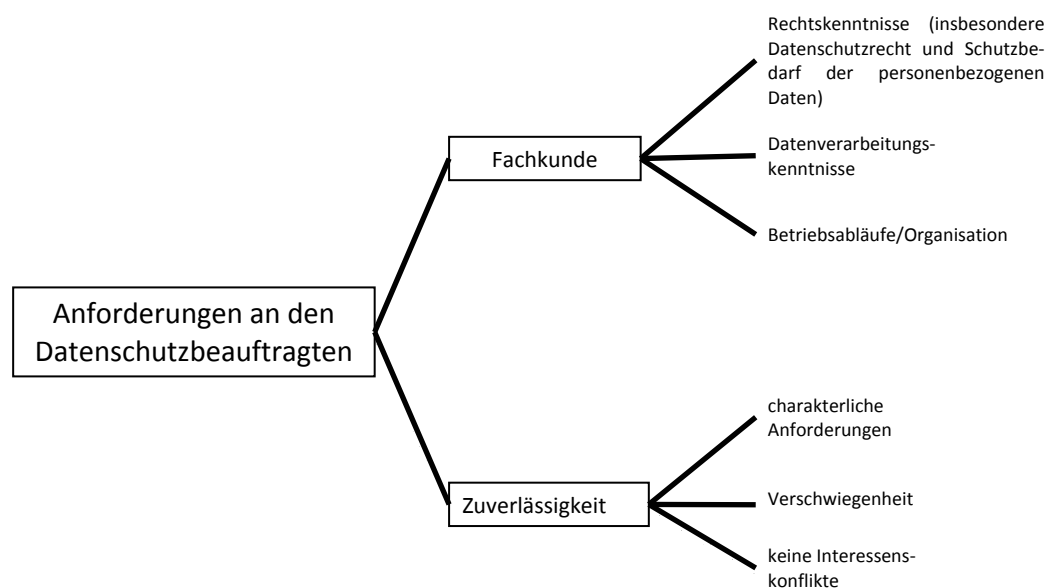 Rechtskenntnisse (insbesondere
Datenschutzrecht und Schutzbe-
darf der personenbezogenen
Daten)
Fachkunde
Datenverarbeitungs-
kenntnisse
Betriebsabläufe/Organisation
Anforderungen an den
Datenschutzbeauftragten
charakterliche
Anforderungen
Zuverlässigkeit
Verschwiegenheit
keine Interessens-
konflikte